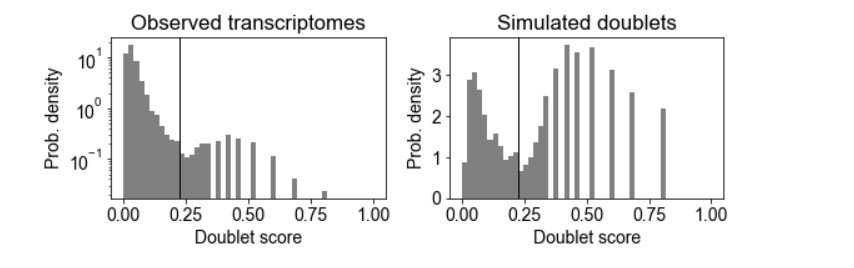 Observed transcriptomes
Prob. density
10¹
10⁰
10⁻¹
0.00 0.25 0.50 0.75 1.00
Doublet score
Simulated doublets
Prob. density
3
2
1
0
0.00 0.25 0.50 0.75 1.00
Doublet score